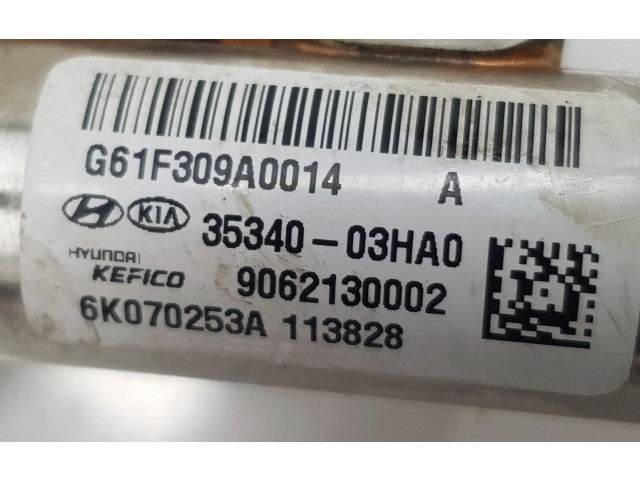 G61F309A0014 A
KIA 35340-03HA0
HYUNDAI
KEFICO 9062130002
6K070253A 113828